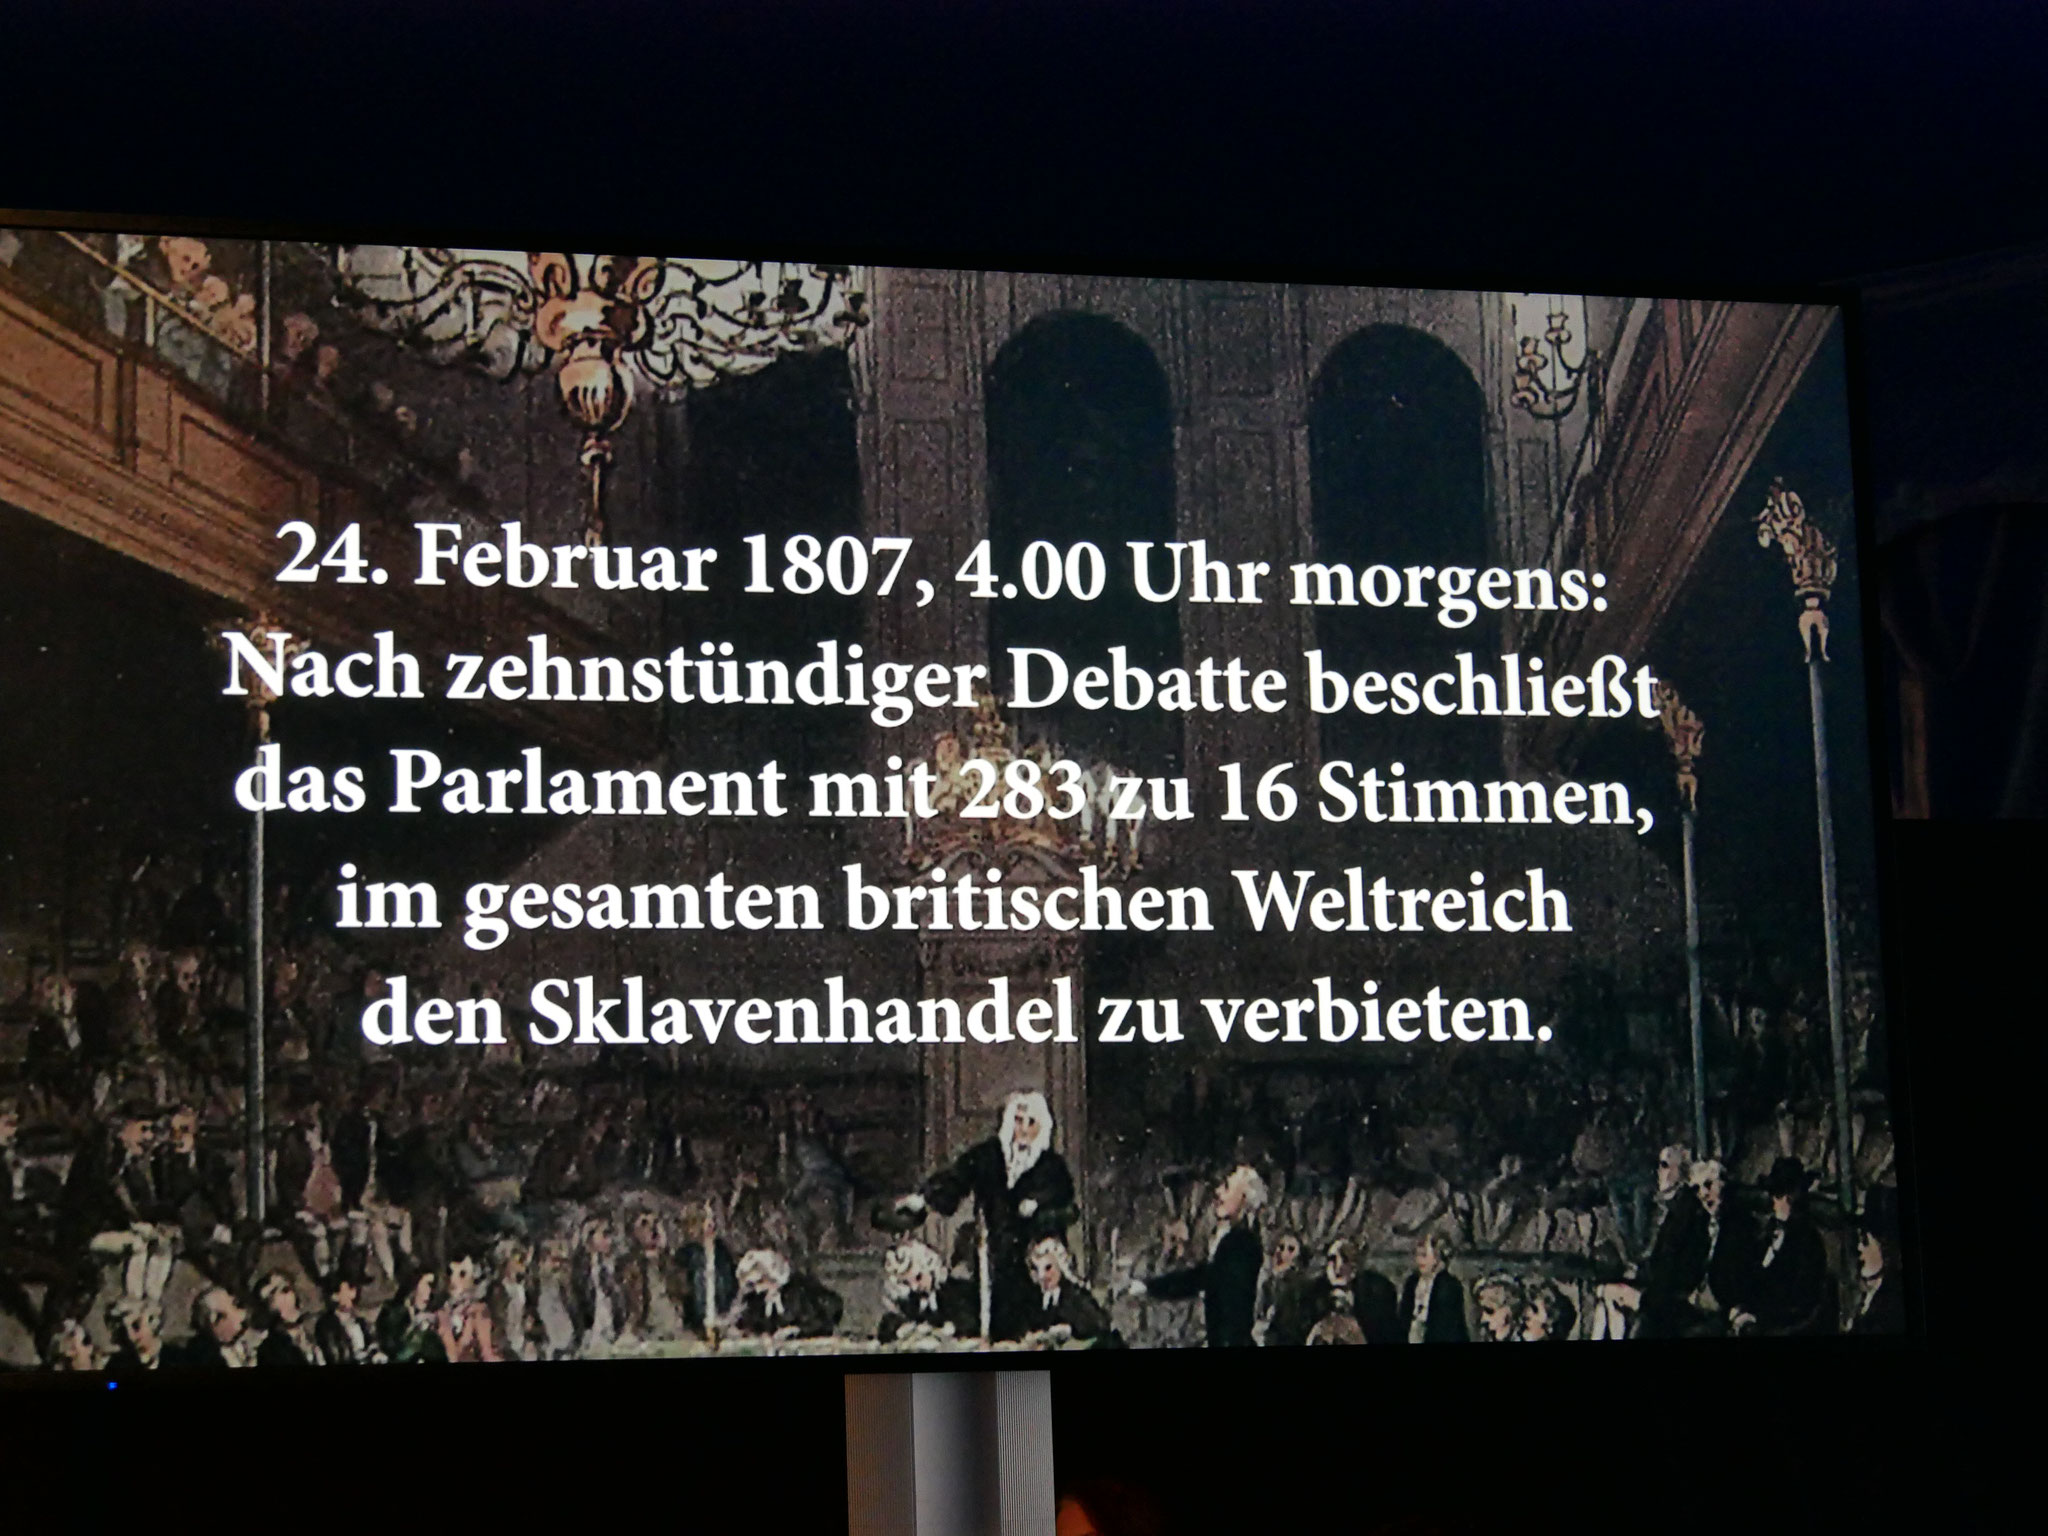 24. Februar 1807, 4.00 Uhr morgens:
Nach zehnstündiger Debatte beschließt
das Parlament mit 283 zu 16 Stimmen,
im gesamten britischen Weltreich
den Sklavenhandel zu verbieten.